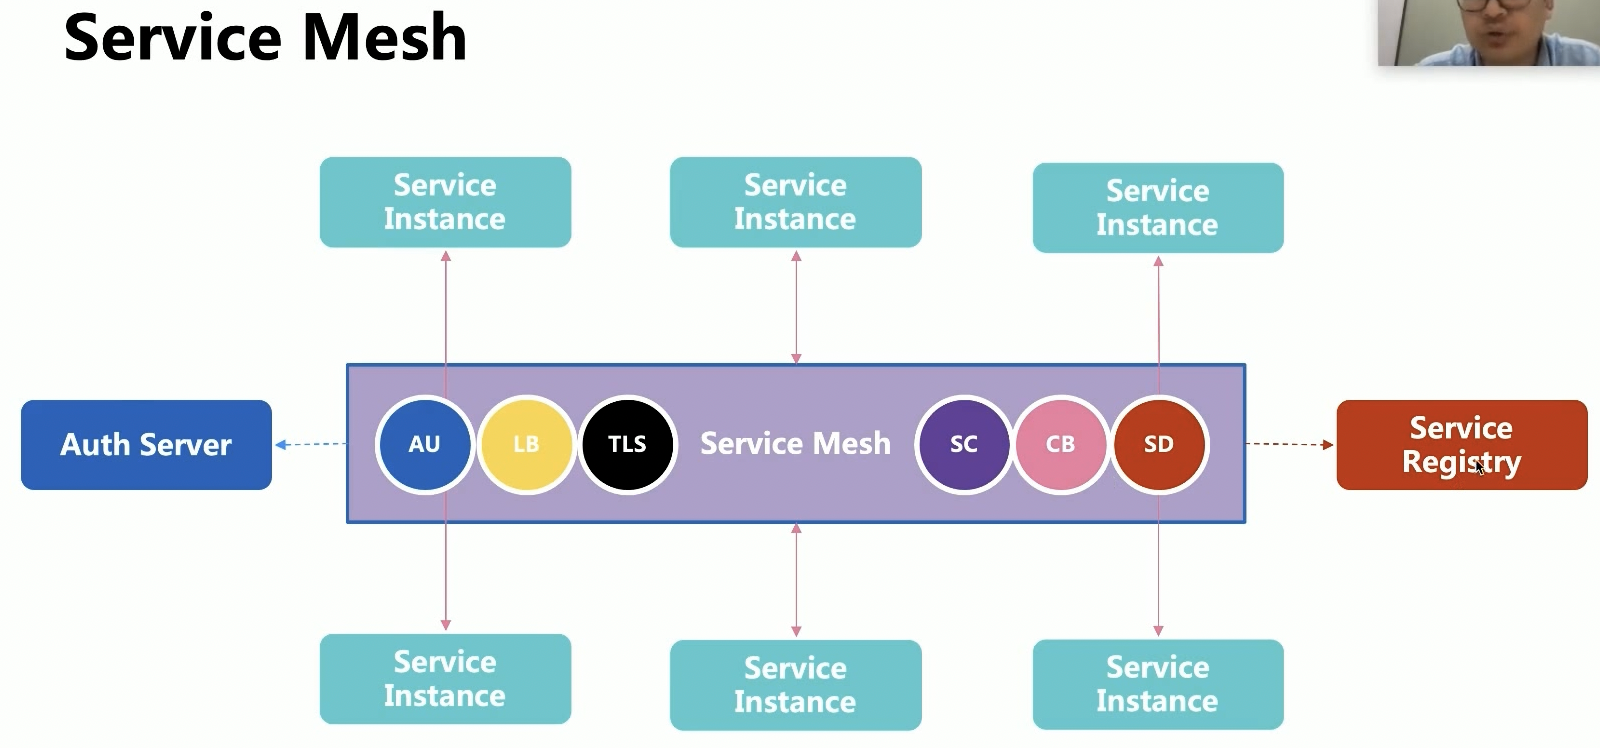 Service Mesh
Service
Instance
Service
Instance
Service
Instance
Auth Server
AU
LB
TLS
Service Mesh
SC
CB
SD
Service
Registry
Service
Instance
Service
Instance
Service
Instance